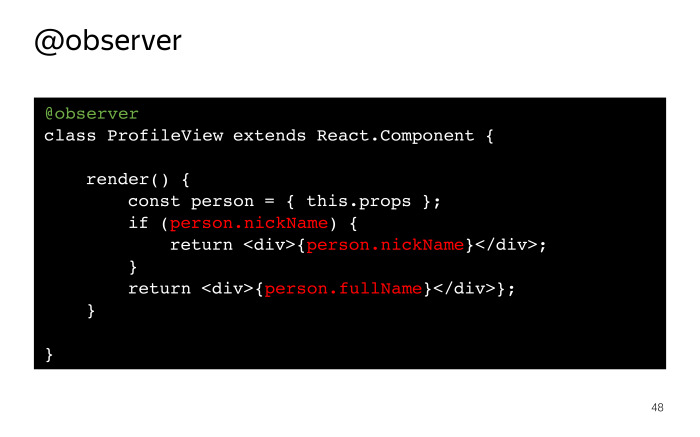 @observer
@observer
class ProfileView extends React.Component {
render() {
const person = { this.props };
if (person.nickName) {
return <div>{person.nickName}</div>;
}
return <div>{person.fullName}</div>};
}
}
48